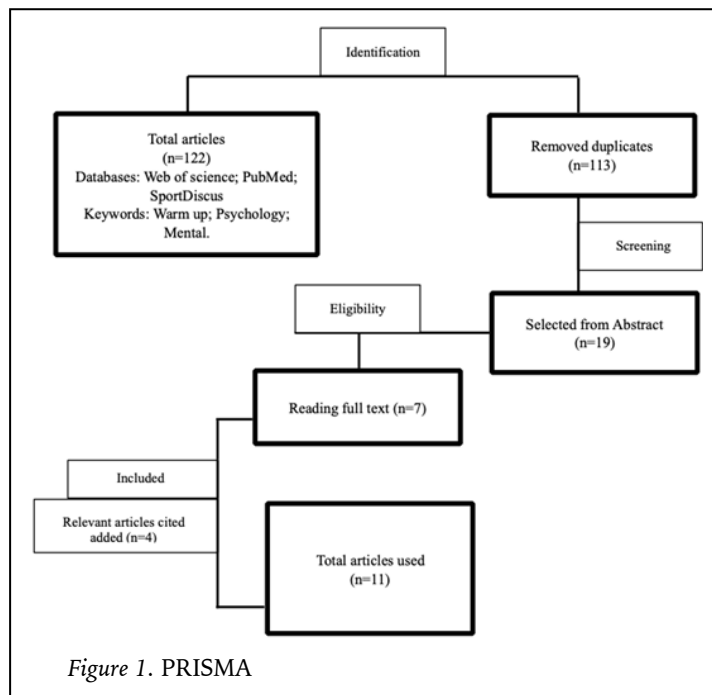 Identification
Total articles
(n=122)
Databases: Web of science; PubMed;
SportDiscus
Keywords: Warm up; Psychology;
Mental.
Removed duplicates
(n=113)
Screening
Eligibility
Selected from Abstract
(n=19)
Reading full text (n=7)
Included
Relevant articles cited
added (n=4)
Total articles used
(n=11)
Figure 1. PRISMA